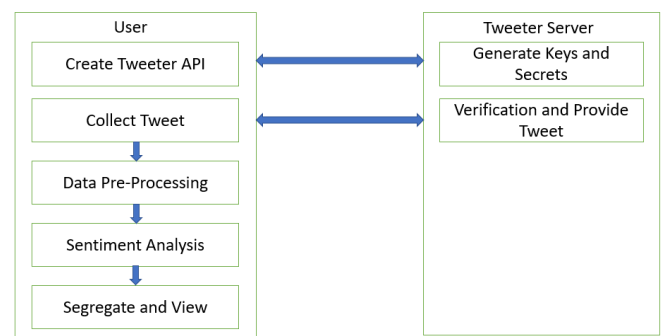 User
Create Tweeter API
Collect Tweet
Data Pre-Processing
Sentiment Analysis
Segregate and View
Tweeter Server
Generate Keys and
Secrets
Verification and Provide
Tweet